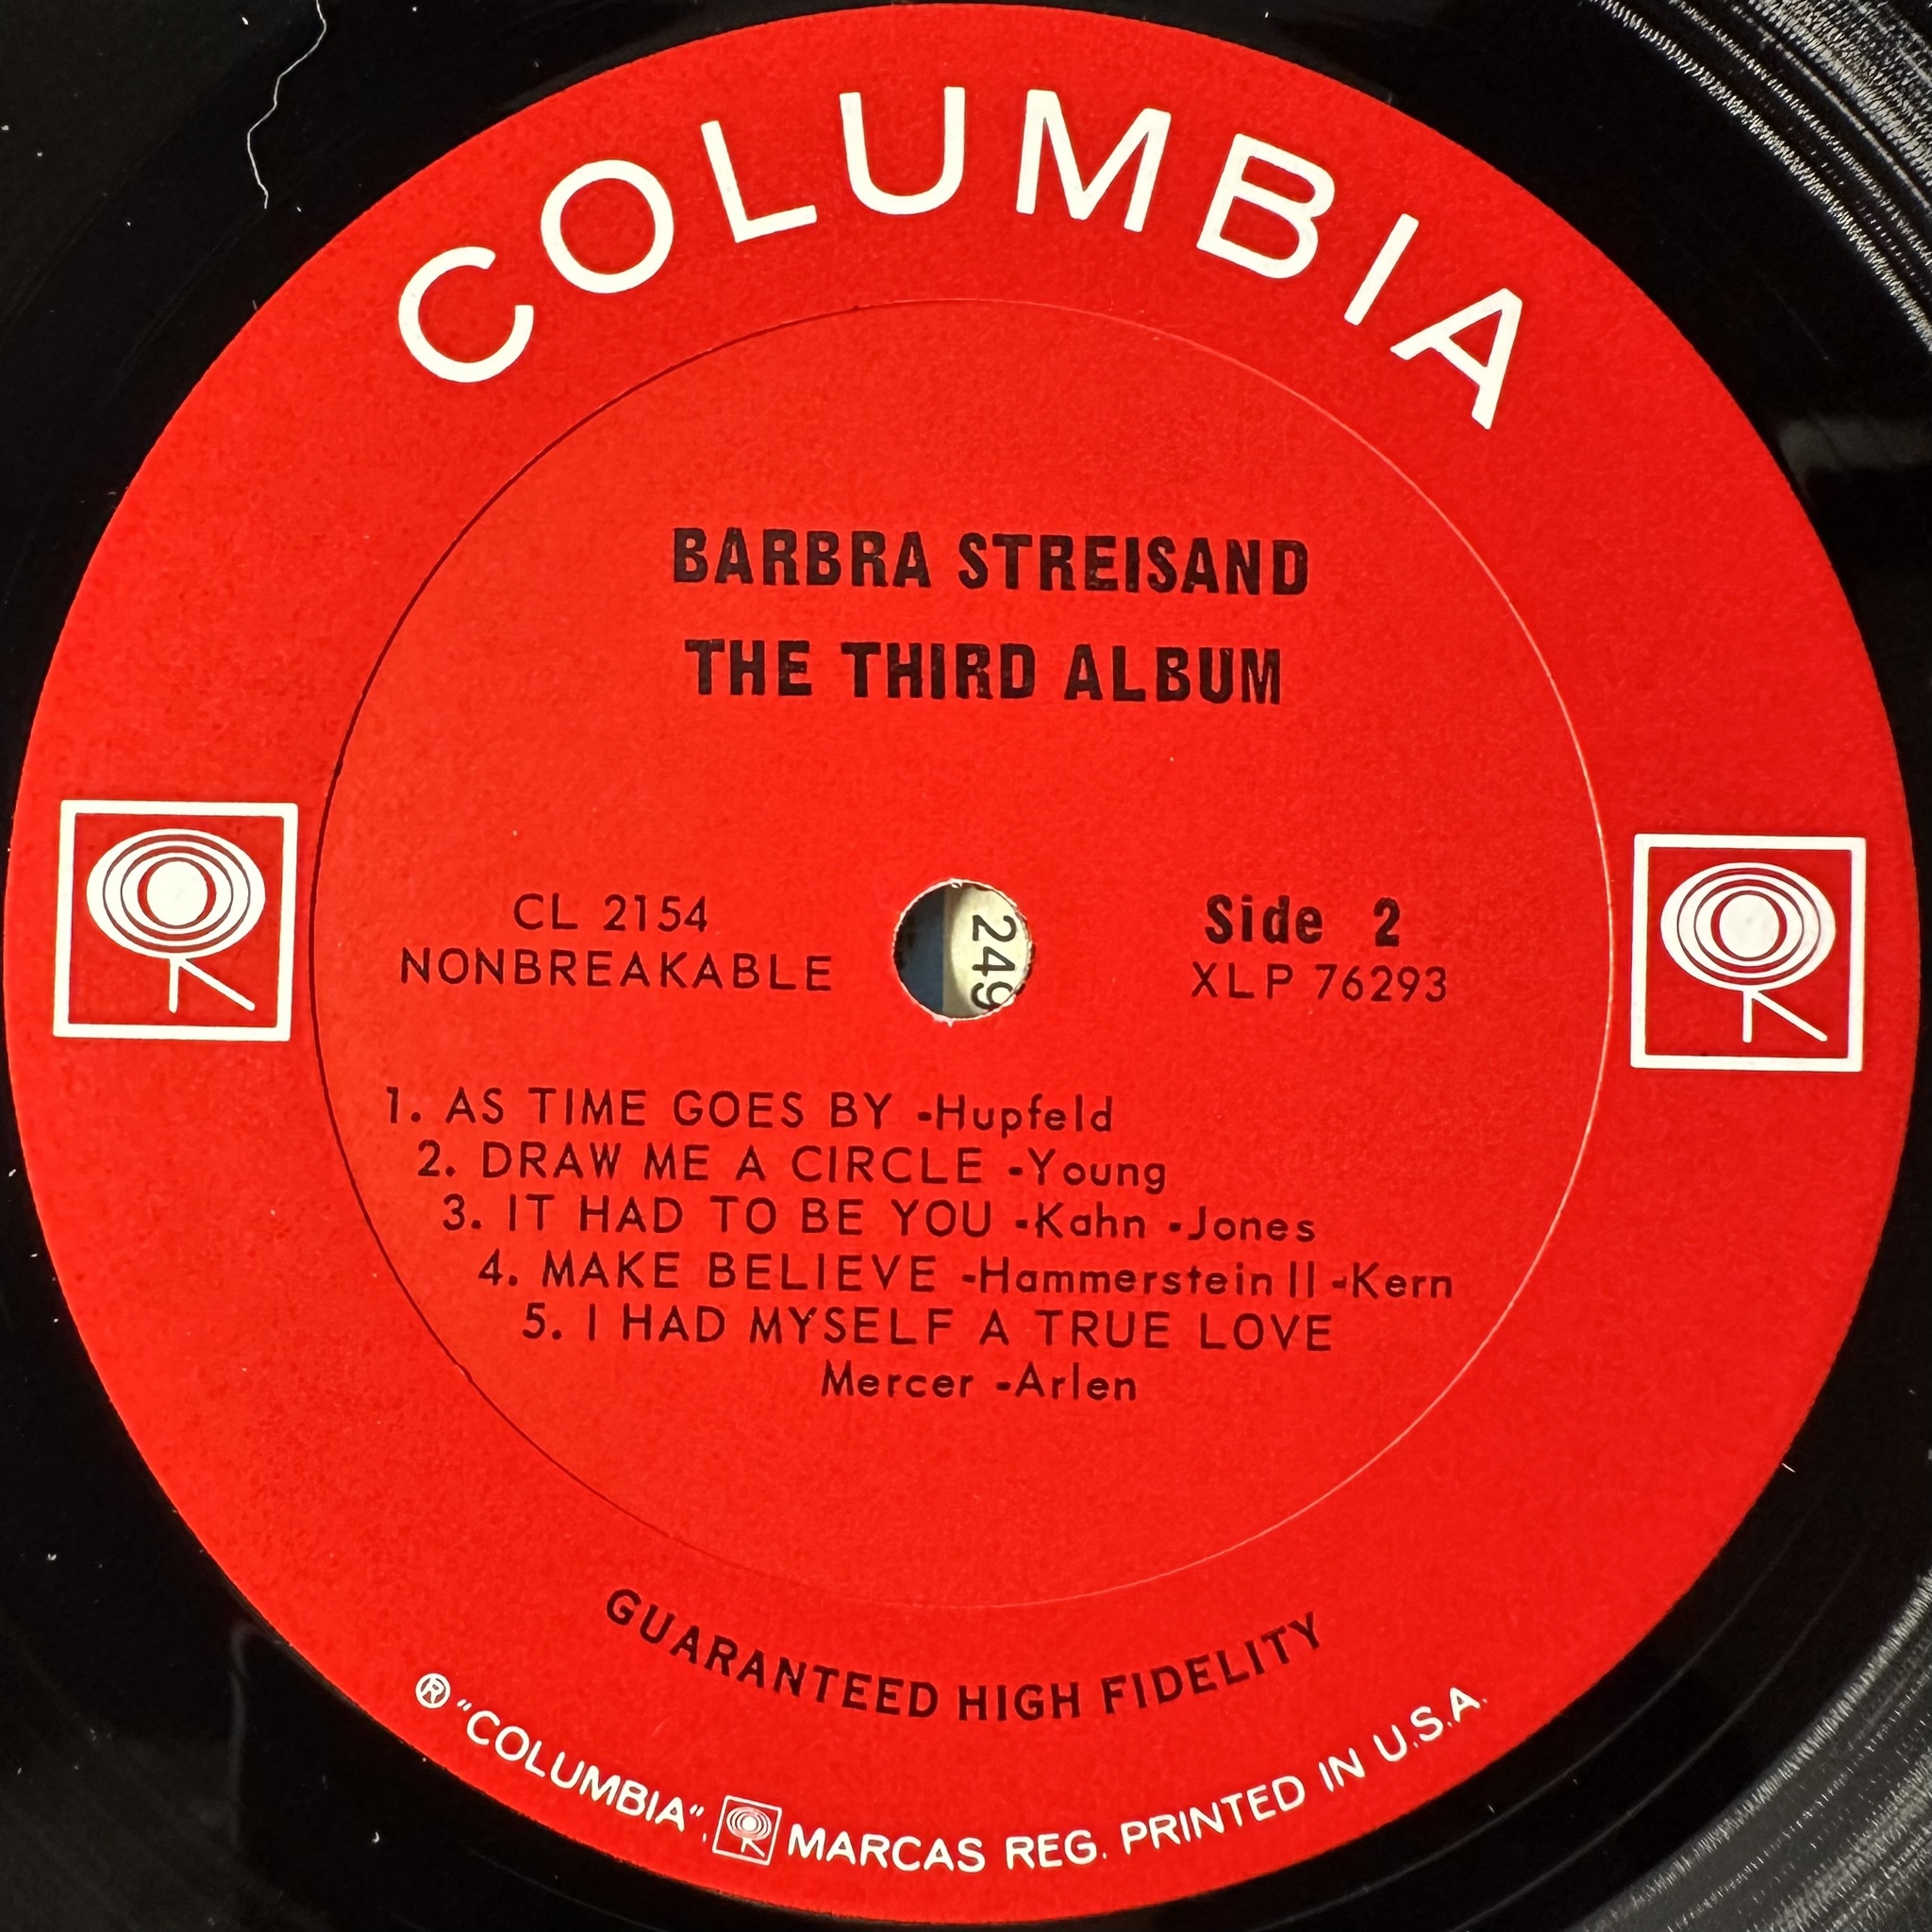 COLUMBIA
BARBRA STREISAND
THE THIRD ALBUM
CL 2154
NONBREAKABLE
249
Side 2
XLP 76293
1. AS TIME GOES BY -Hupfeld
2. DRAW ME A CIRCLE -Young
3. IT HAD TO BE YOU -Kahn -Jones
4. MAKE BELIEVE -Hammerstein II -Kern
5. I HAD MYSELF A TRUE LOVE
Mercer -Arlen
GUARANTEED HIGH FIDELITY
® "COLUMBIA", MARCAS REG. PRINTED IN U.S.A.